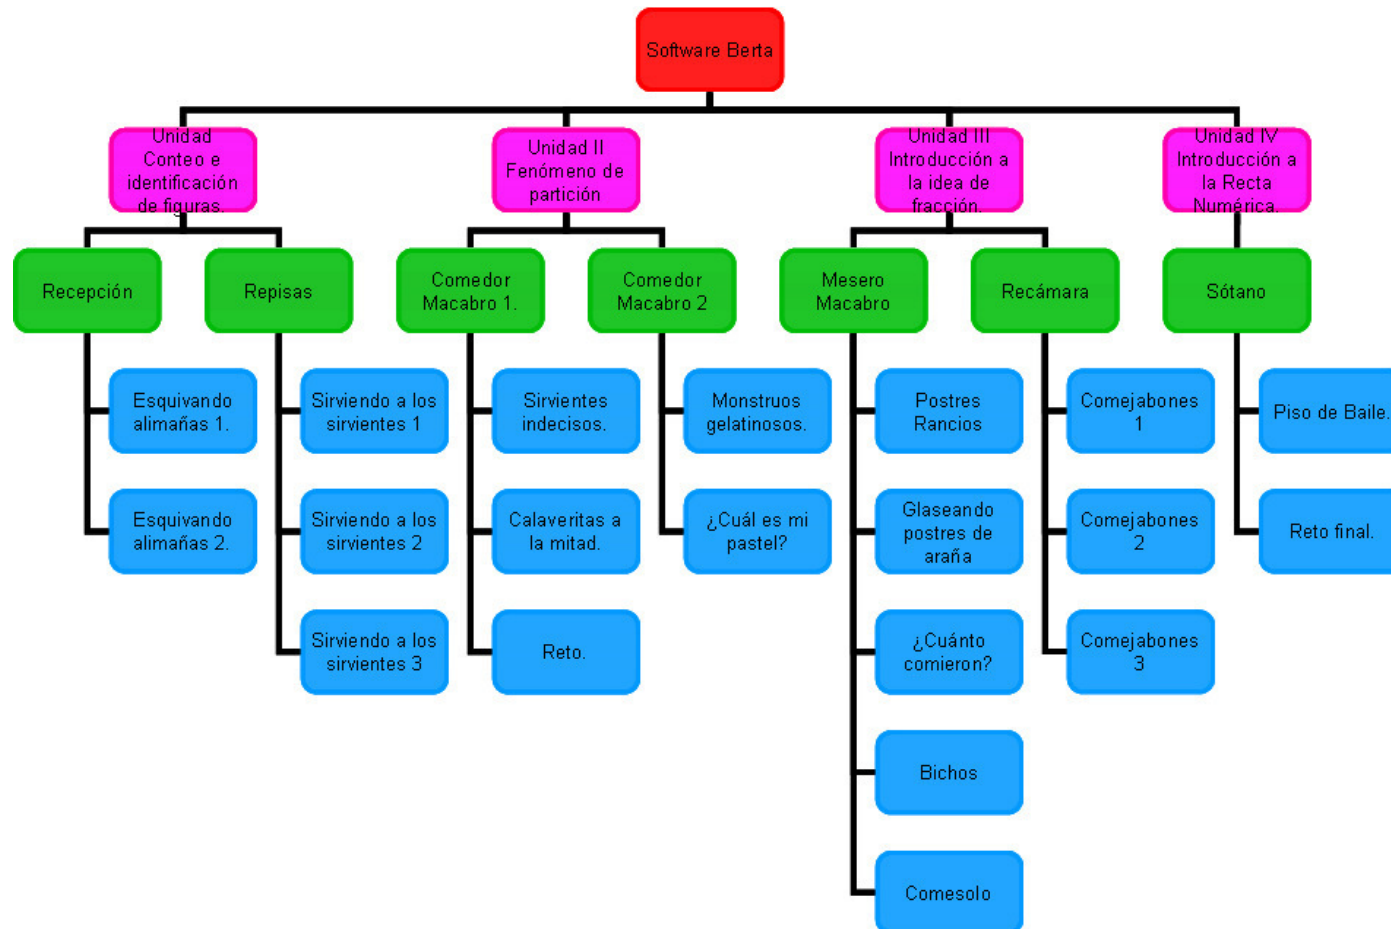 Software Berta
Unidad
Conteo e
identificación
de figuras.
Unidad II
Fenómeno de
partición
Unidad III
Introducción a
la idea de
fracción.
Unidad IV
Introducción a
la Recta
Numérica.
Recepción
Repisas
Comedor
Macabro 1.
Comedor
Macabro 2
Mesero
Macabro
Recámara
Sótano
Esquivando
alimañas 1.
Sirviendo a los
sirvientes 1
Sirvientes
indecisos.
Monstruos
gelatinosos.
Postres
Rancios
Comejabones
1
Piso de Baile.
Esquivando
alimañas 2.
Sirviendo a los
sirvientes 2
Calaveritas a
la mitad.
¿Cuál es mi
pastel?
Glaseando
postres de
araña
Comejabones
2
Reto final.
Sirviendo a los
sirvientes 3
Reto.
¿Cuánto
comieron?
Comejabones
3
Bichos
Comesolo